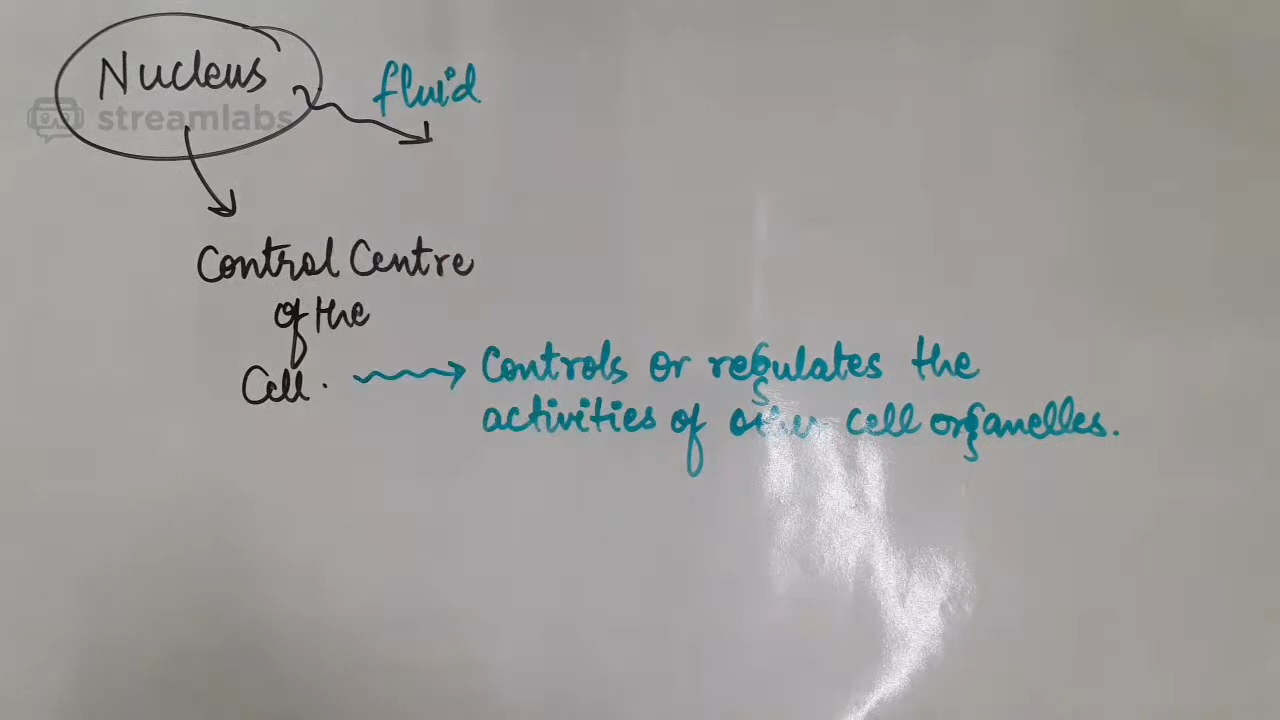 Nucleus
streamlabs
fluid
Control Centre
of the
Cell.
Controls or regulates the
activities of cell organelles.